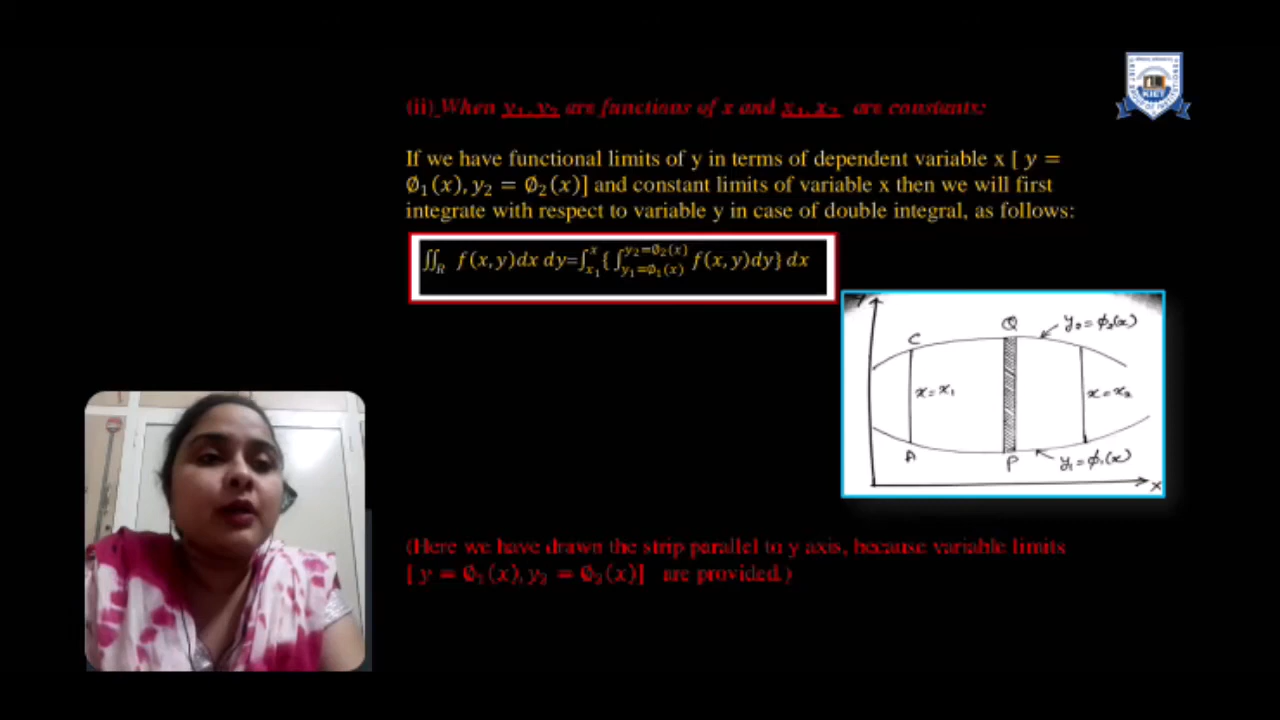 (ii) When y₁, y₂ are functions of x and x₁, x₂ are constants:
If we have functional limits of y in terms of dependent variable x [ y =
∅₁(x), y₂ = ∅₂(x)] and constant limits of variable x then we will first
integrate with respect to variable y in case of double integral, as follows:
∬_R f(x, y)dx dy=∫_{x₁}^{x} { ∫_{y₁=∅₁(x)}^{y₂=∅₂(x)} f(x, y)dy} dx
Y
C
Q
y₂ = ϕ₂(x)
x = x₁
x = x₂
A
P
y₁ = ϕ₁(x)
X
(Here we have drawn the strip parallel to y axis, because variable limits
[ y = ∅₁(x), y₂ = ∅₂(x)] are provided.)
KIET